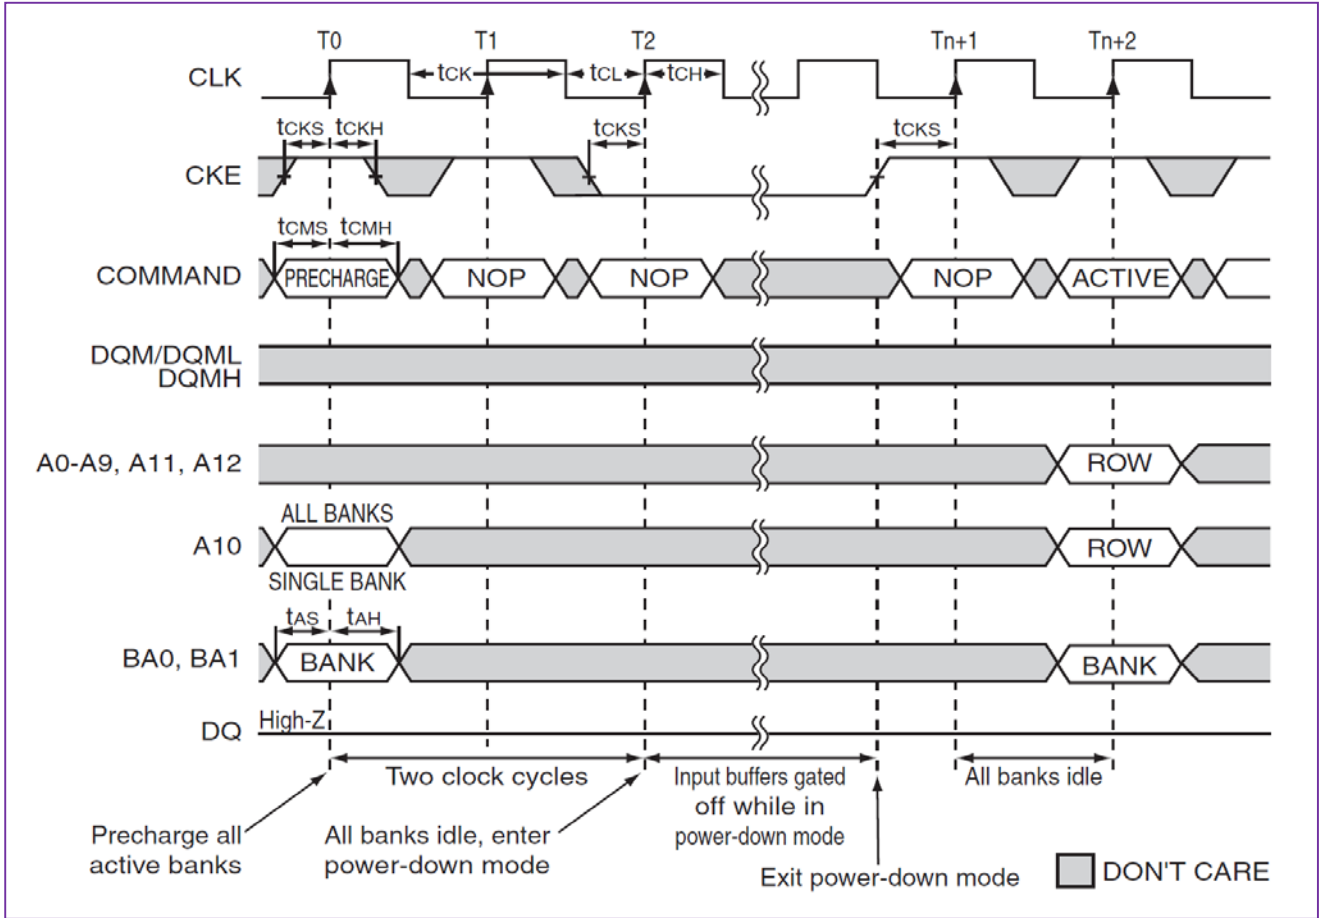 T0 T1 T2 Tn+1 Tn+2
CLK tCK tCL tCH
tCKS tCKH tCKS tCKS
CKE
tCMS tCMH
COMMAND PRECHARGE NOP NOP NOP ACTIVE
DQM/DQML
DQMH
A0-A9, A11, A12 ROW
ALL BANKS
A10 ROW
SINGLE BANK
tAS tAH
BA0, BA1 BANK BANK
High-Z
DQ
Two clock cycles
Input buffers gated
off while in
power-down mode
All banks idle
Precharge all
active banks
All banks idle, enter
power-down mode
Exit power-down mode
DON'T CARE